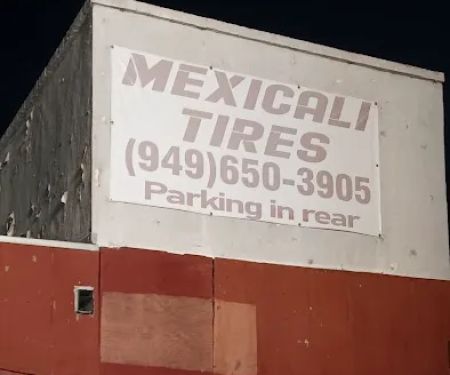 MEXICALI
TIRES
(949)650-3905
Parking in rear